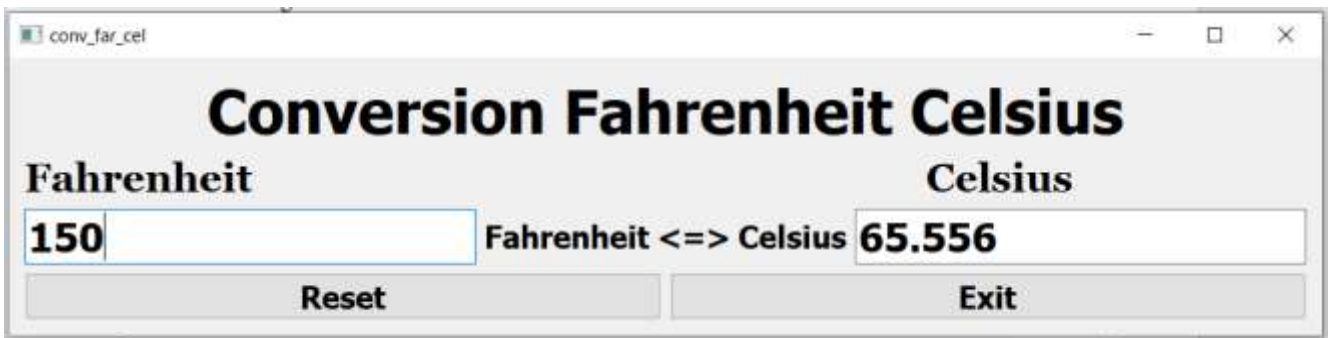 conv_far_cel
Conversion Fahrenheit Celsius
Fahrenheit Celsius
150 Fahrenheit <=> Celsius 65.556
Reset Exit